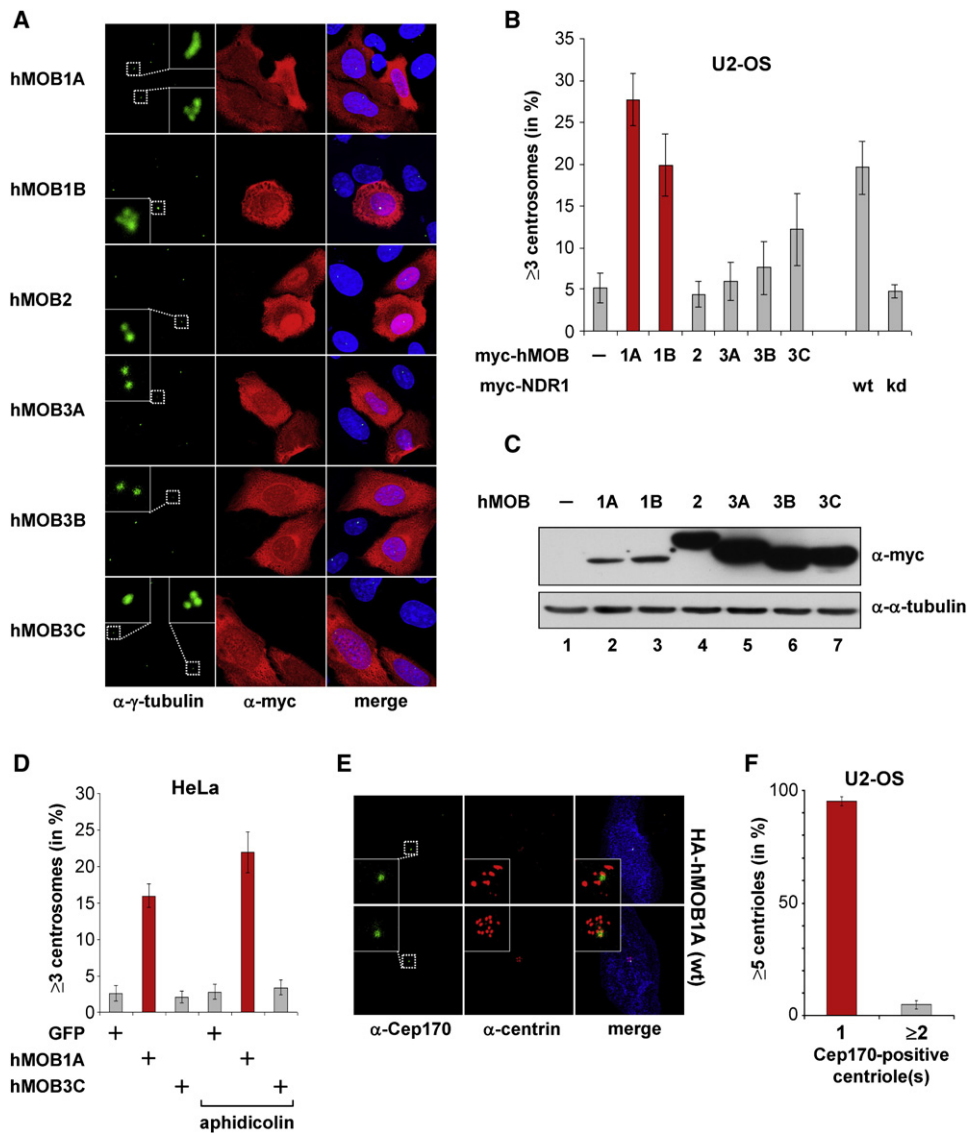 A
hMOB1A
hMOB1B
hMOB2
hMOB3A
hMOB3B
hMOB3C
α-γ-tubulin α-myc merge
B
U2-OS
≥3 centrosomes (in %)
40
35
30
25
20
15
10
5
0
myc-hMOB – 1A 1B 2 3A 3B 3C
myc-NDR1 wt kd
C
hMOB – 1A 1B 2 3A 3B 3C
α-myc
α-α-tubulin
1 2 3 4 5 6 7
D
HeLa
≥3 centrosomes (in %)
30
25
20
15
10
5
0
GFP + +
hMOB1A + +
hMOB3C + +
aphidicolin
E
HA-hMOB1A (wt)
α-Cep170 α-centrin merge
F
U2-OS
≥5 centrioles (in %)
100
50
0
1 ≥2
Cep170-positive
centriole(s)